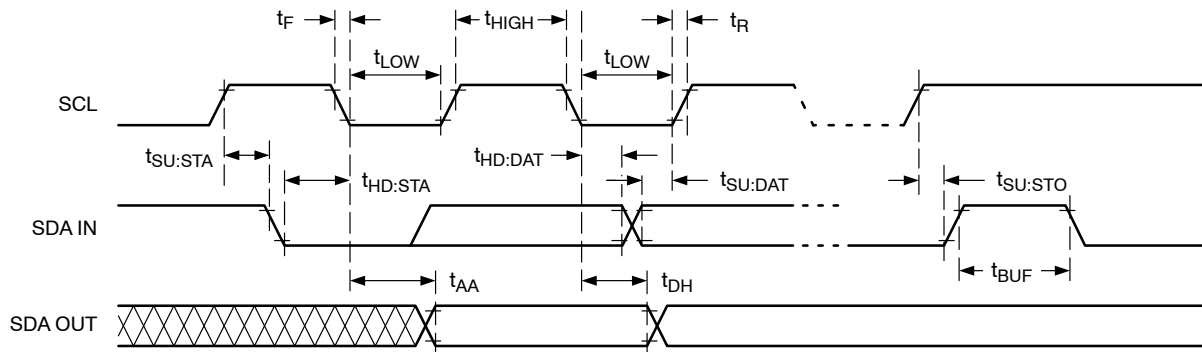 tF
tHIGH
tR
tLOW
tLOW
SCL
tSU:STA
tHD:STA
tHD:DAT
tSU:DAT
tSU:STO
SDA IN
tAA
tDH
tBUF
SDA OUT